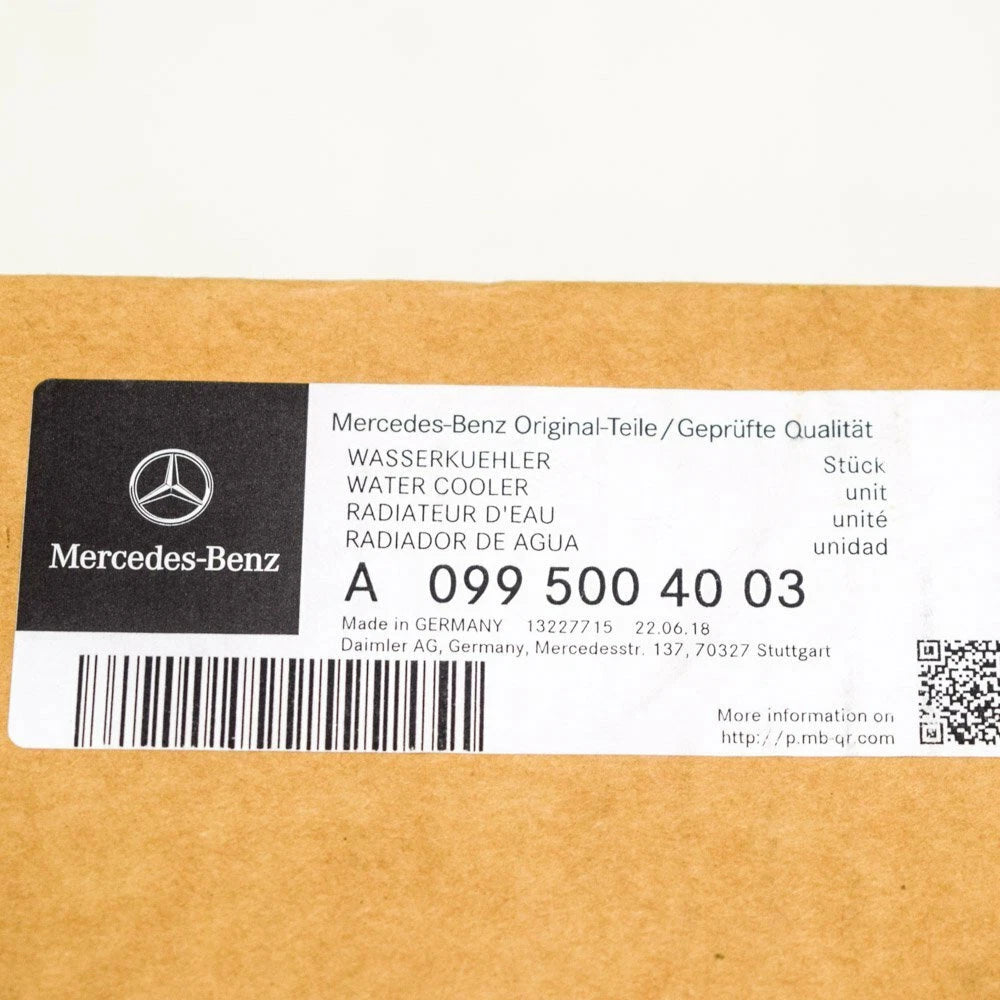 Mercedes-Benz
Mercedes-Benz Original-Teile/Geprüfte Qualität
WASSERKUEHLER Stück
WATER COOLER unit
RADIATEUR D'EAU unité
RADIADOR DE AGUA unidad
A 099 500 40 03
Made in GERMANY 13227715 22.06.18
Daimler AG, Germany, Mercedesstr. 137, 70327 Stuttgart
More information on
http://p.mb-qr.com